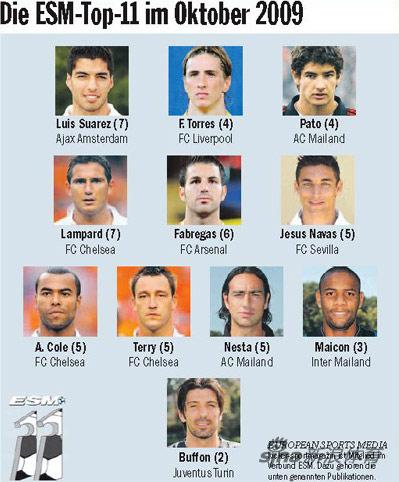 Die ESM-Top-11 im Oktober 2009
Luis Suarez (7) F. Torres (4) Pato (4)
Ajax Amsterdam FC Liverpool AC Mailand
Lampard (7) Fabregas (6) Jesus Navas (5)
FC Chelsea FC Arsenal FC Sevilla
A. Cole (5) Terry (5) Nesta (5) Maicon (3)
FC Chelsea FC Chelsea AC Mailand Inter Mailand
ESM
11
Buffon (2)
Juventus Turin
EUROPEAN SPORTS MEDIA
ist Mitglied im
Verbund ESM. Dazu gehören die
unten genannten Publikationen.